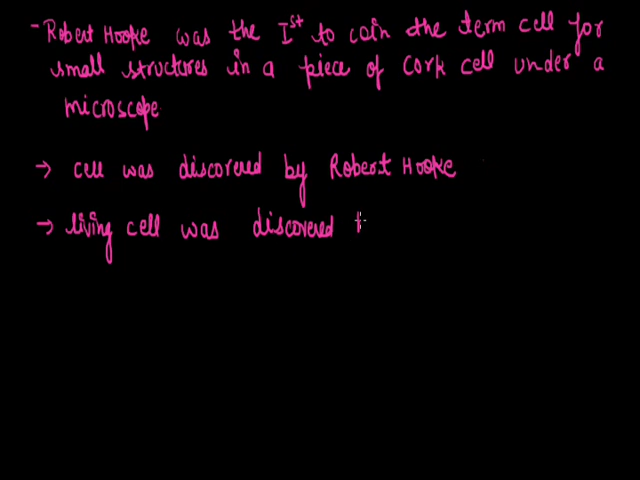 - Robert Hooke was the Ist to coin the term cell for
small structures in a piece of cork cell under a
microscope
→ cell was discovered by Robert Hooke
→ living cell was discovered